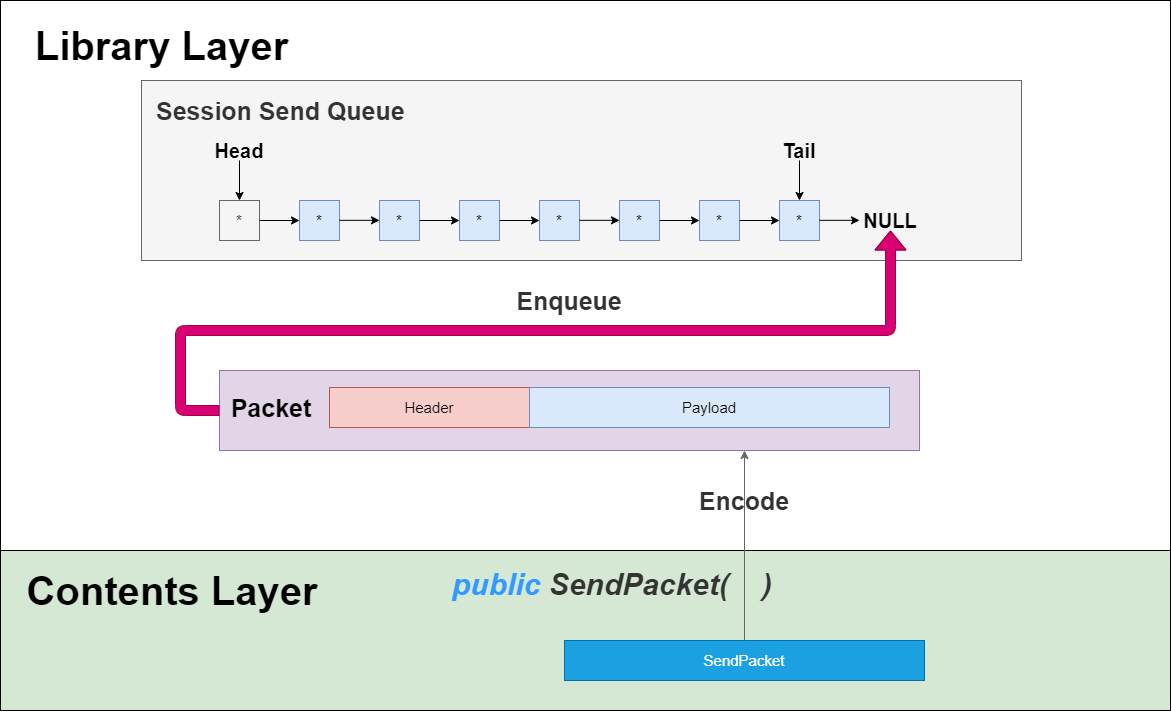 Library Layer
Session Send Queue
Head
Tail
* * * * * * * *
NULL
Enqueue
Packet
Header
Payload
Encode
Contents Layer
public SendPacket( )
SendPacket